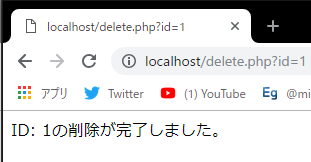 localhost/delete.php?id=1
localhost/delete.php?id=1
アプリ Twitter (1) YouTube Eg @mi
ID: 1の削除が完了しました。